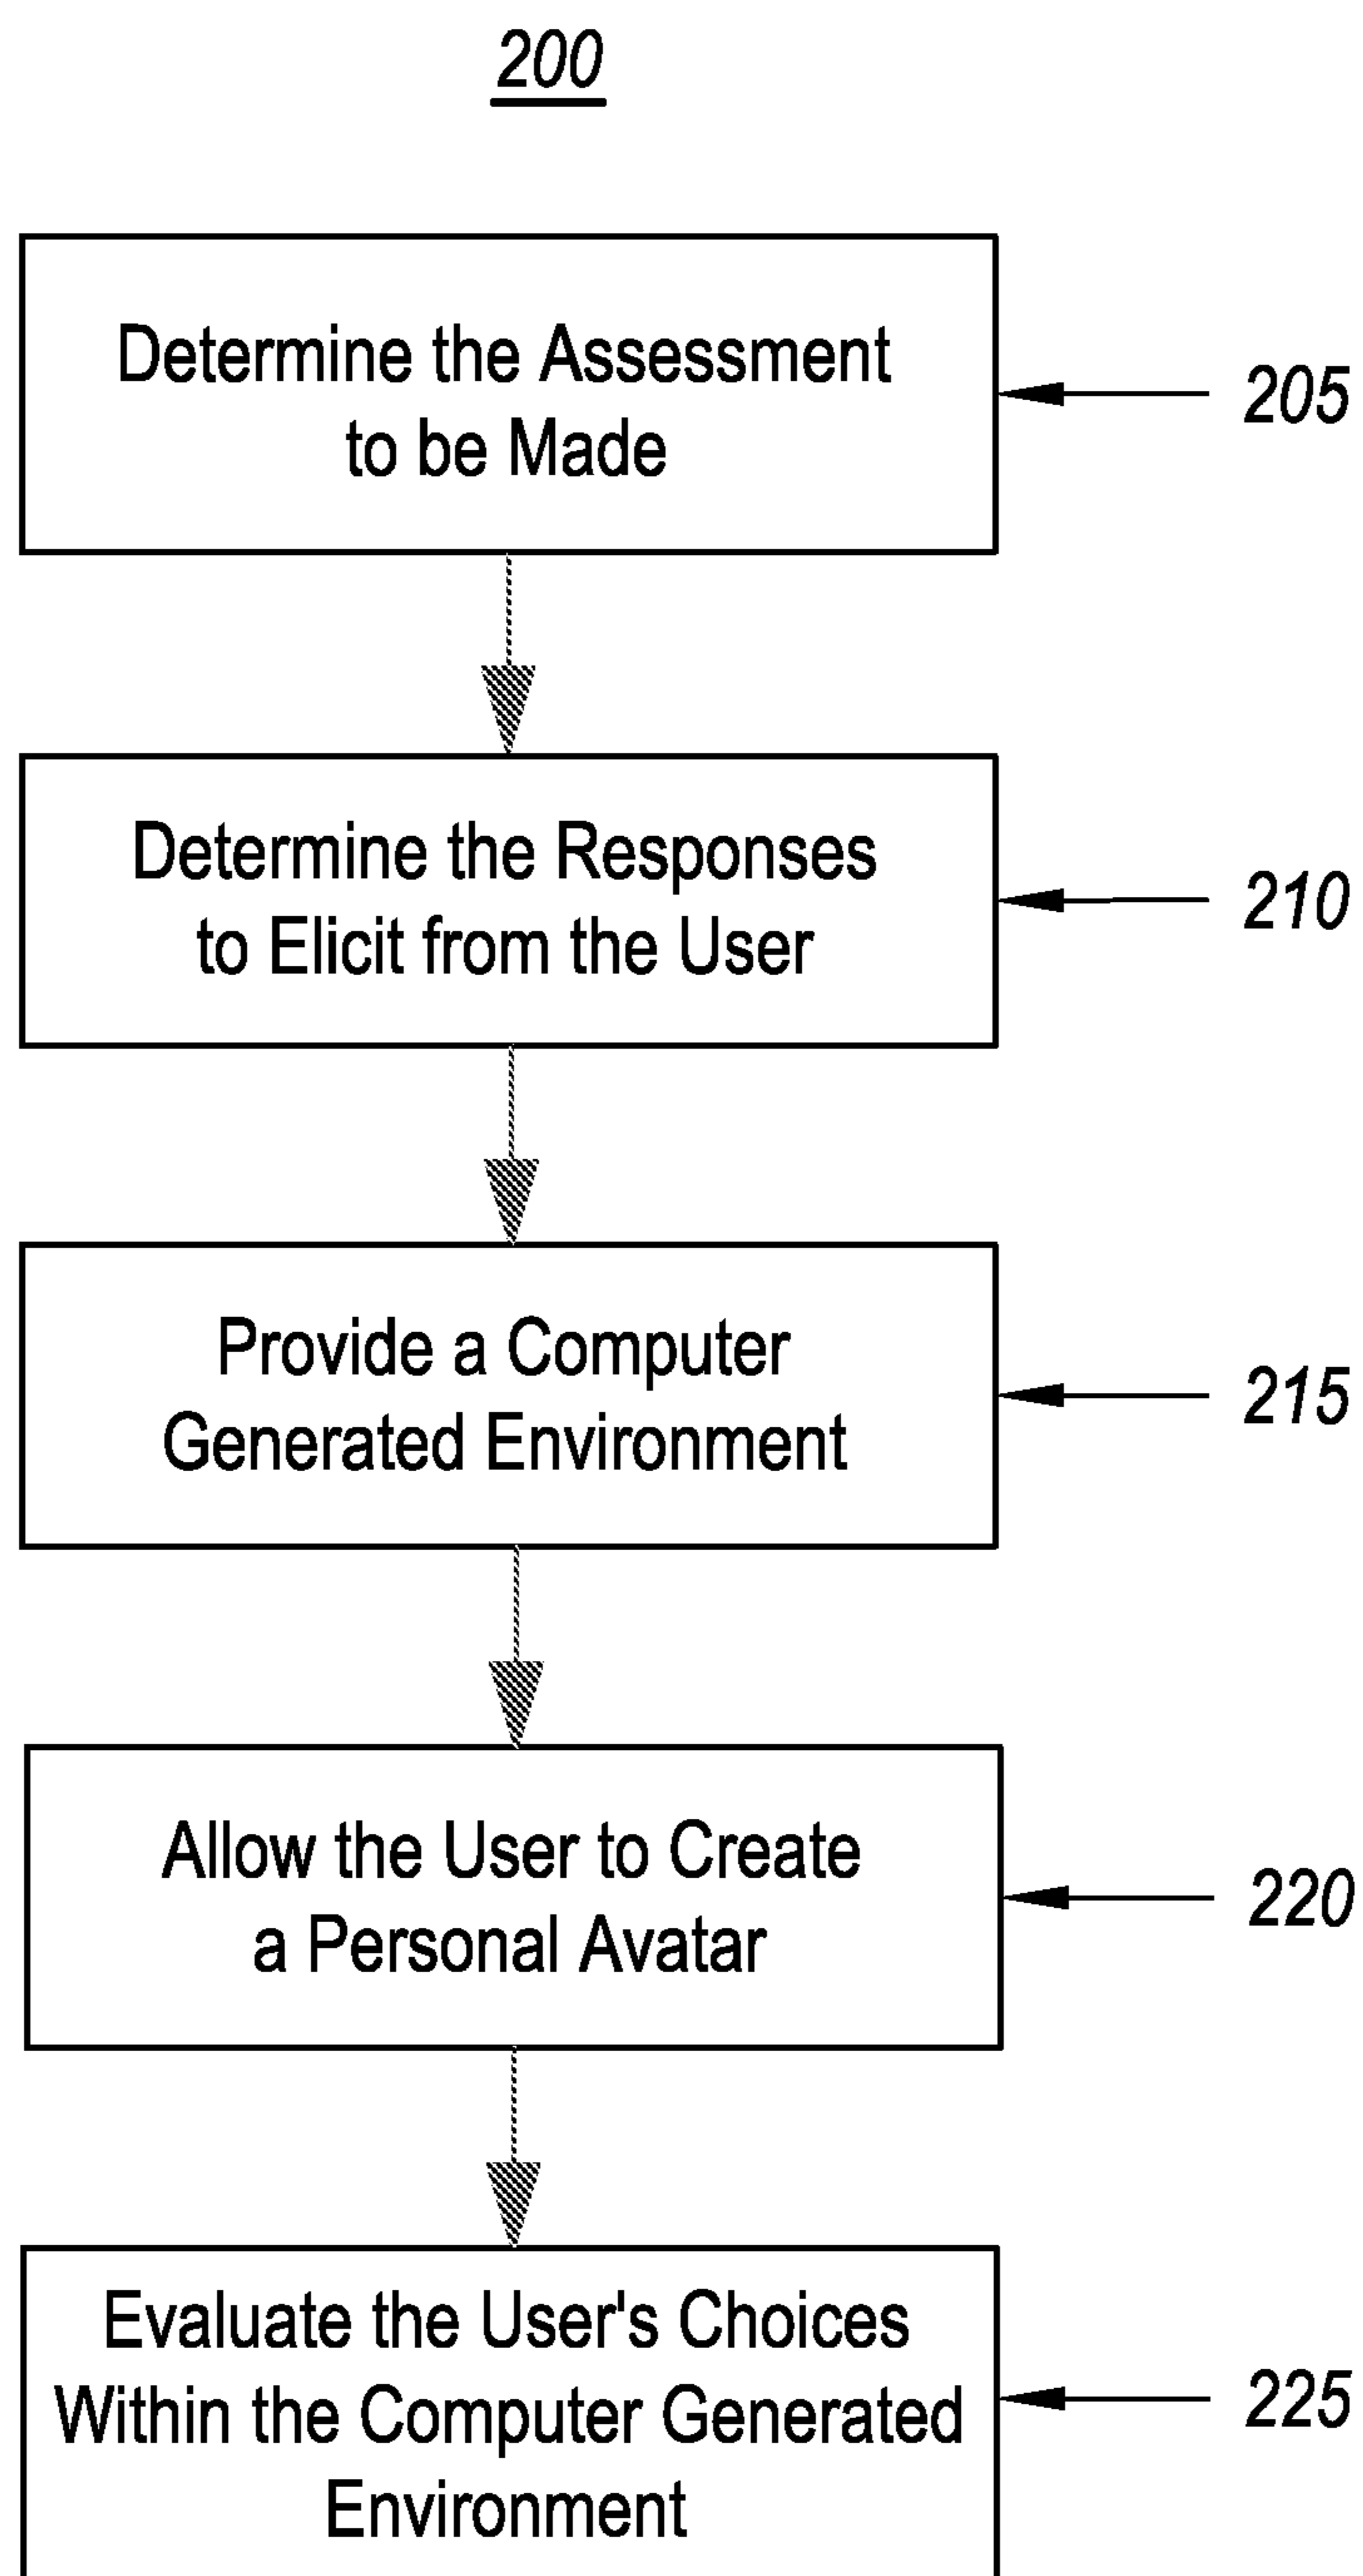 200
Determine the Assessment
to be Made
205
Determine the Responses
to Elicit from the User
210
Provide a Computer
Generated Environment
215
Allow the User to Create
a Personal Avatar
220
Evaluate the User's Choices
Within the Computer Generated
Environment
225